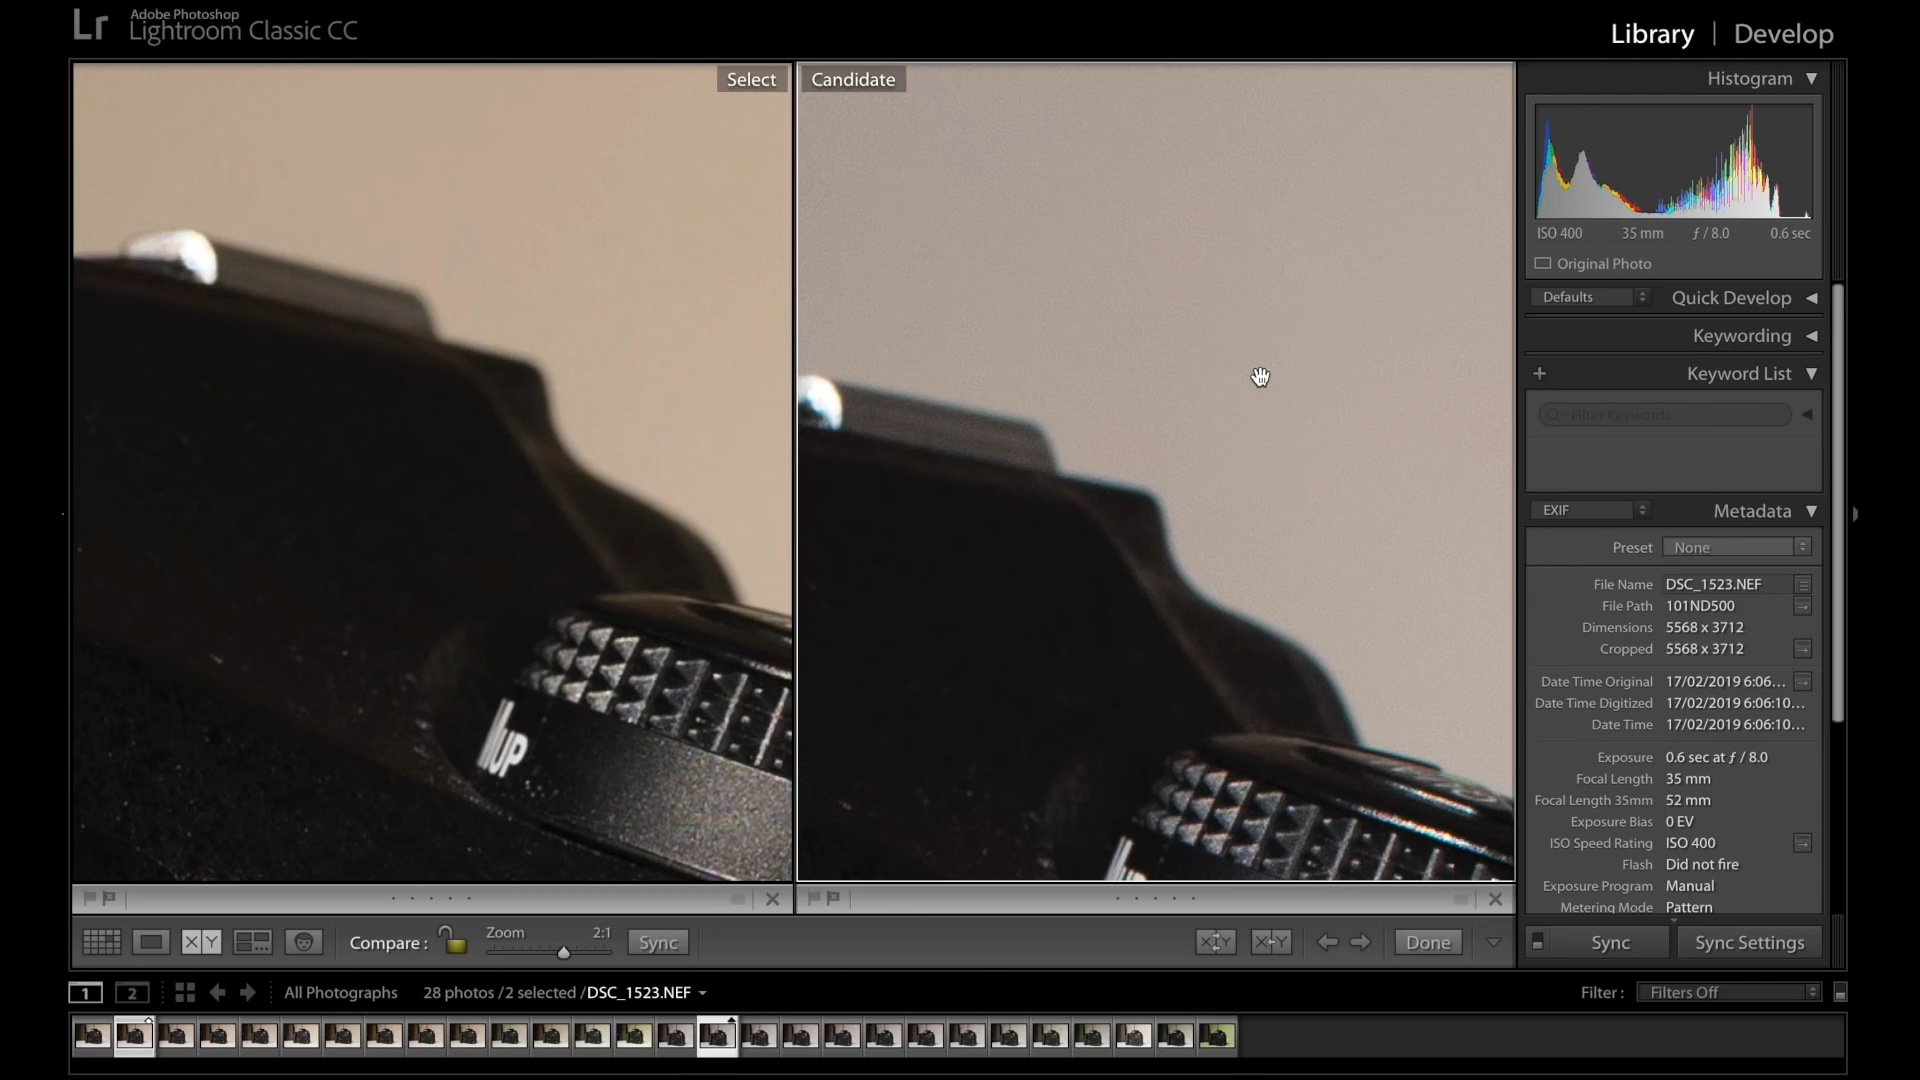 Lr
Adobe Photoshop
Lightroom Classic CC
Library | Develop
Select
Candidate
Histogram
ISO 400 35 mm ƒ / 8.0 0.6 sec
Original Photo
Defaults Quick Develop
Keywording
+ Keyword List
Filter Keywords
EXIF Metadata
Preset None
File Name DSC_1523.NEF
File Path 101ND500
Dimensions 5568 x 3712
Cropped 5568 x 3712
Date Time Original 17/02/2019 6:06...
Date Time Digitized 17/02/2019 6:06:10...
Date Time 17/02/2019 6:06:10...
Exposure 0.6 sec at ƒ / 8.0
Focal Length 35 mm
Focal Length 35mm 52 mm
Exposure Bias 0 EV
ISO Speed Rating ISO 400
Flash Did not fire
Exposure Program Manual
Metering Mode Pattern
UP
X Y Compare : Zoom 2:1 Sync
X Y X Y Done
Sync Sync Settings
1 2 All Photographs 28 photos /2 selected /DSC_1523.NEF
Filter : Filters Off